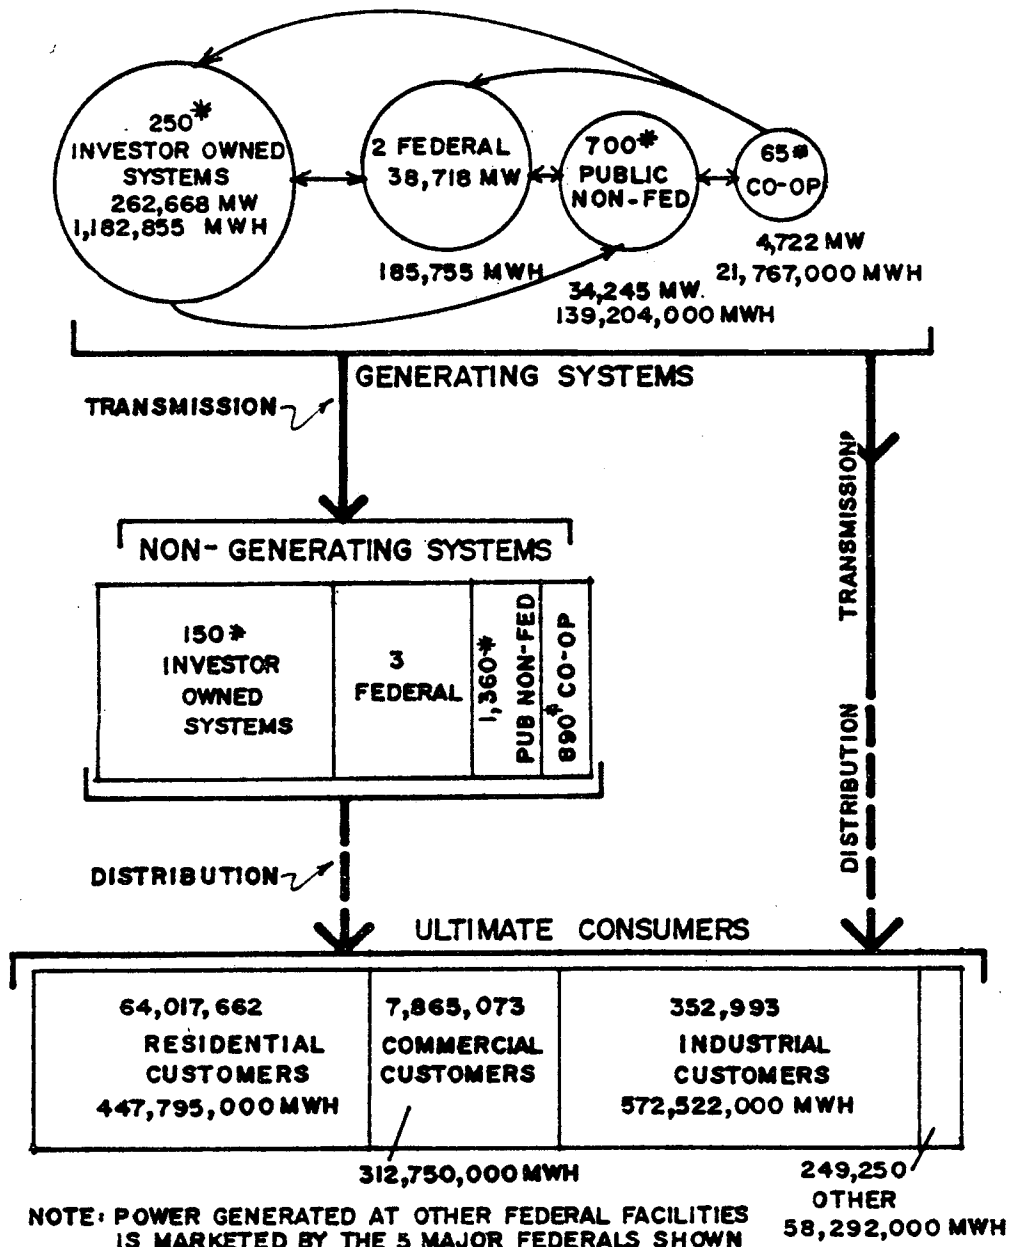 250*
INVESTOR OWNED
SYSTEMS
262,668 MW
1,182,855 MWH
2 FEDERAL
38,718 MW
185,755 MWH
700*
PUBLIC
NON-FED
34,245 MW.
139,204,000 MWH
65*
CO-OP
4,722 MW
21,767,000 MWH
GENERATING SYSTEMS
TRANSMISSION
TRANSMISSION
DISTRIBUTION
NON-GENERATING SYSTEMS
150*
INVESTOR
OWNED
SYSTEMS
3
FEDERAL
1,360*
PUB NON-FED
890* CO-OP
DISTRIBUTION
ULTIMATE CONSUMERS
64,017,662
RESIDENTIAL
CUSTOMERS
447,795,000 MWH
7,865,073
COMMERCIAL
CUSTOMERS
312,750,000 MWH
352,993
INDUSTRIAL
CUSTOMERS
572,522,000 MWH
249,250
OTHER
58,292,000 MWH
NOTE: POWER GENERATED AT OTHER FEDERAL FACILITIES
IS MARKETED BY THE 5 MAJOR FEDERALS SHOWN